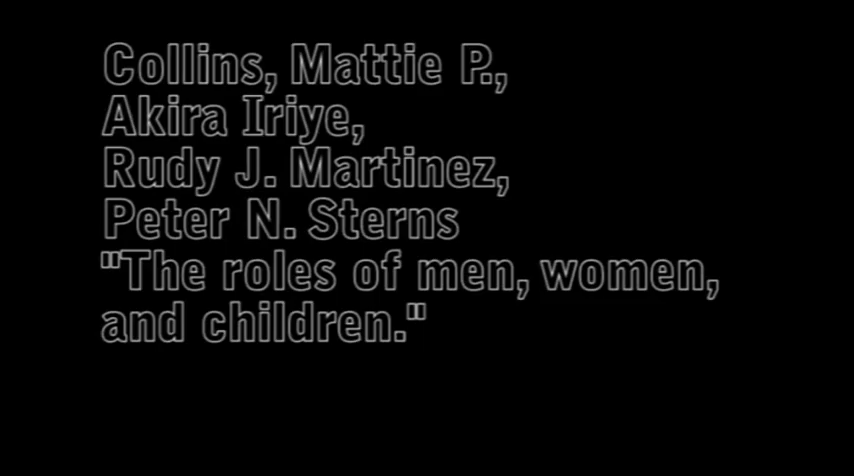 Collins, Mattie P.,
Akira Iriye,
Rudy J. Martinez,
Peter N. Sterns
"The roles of men, women,
and children."